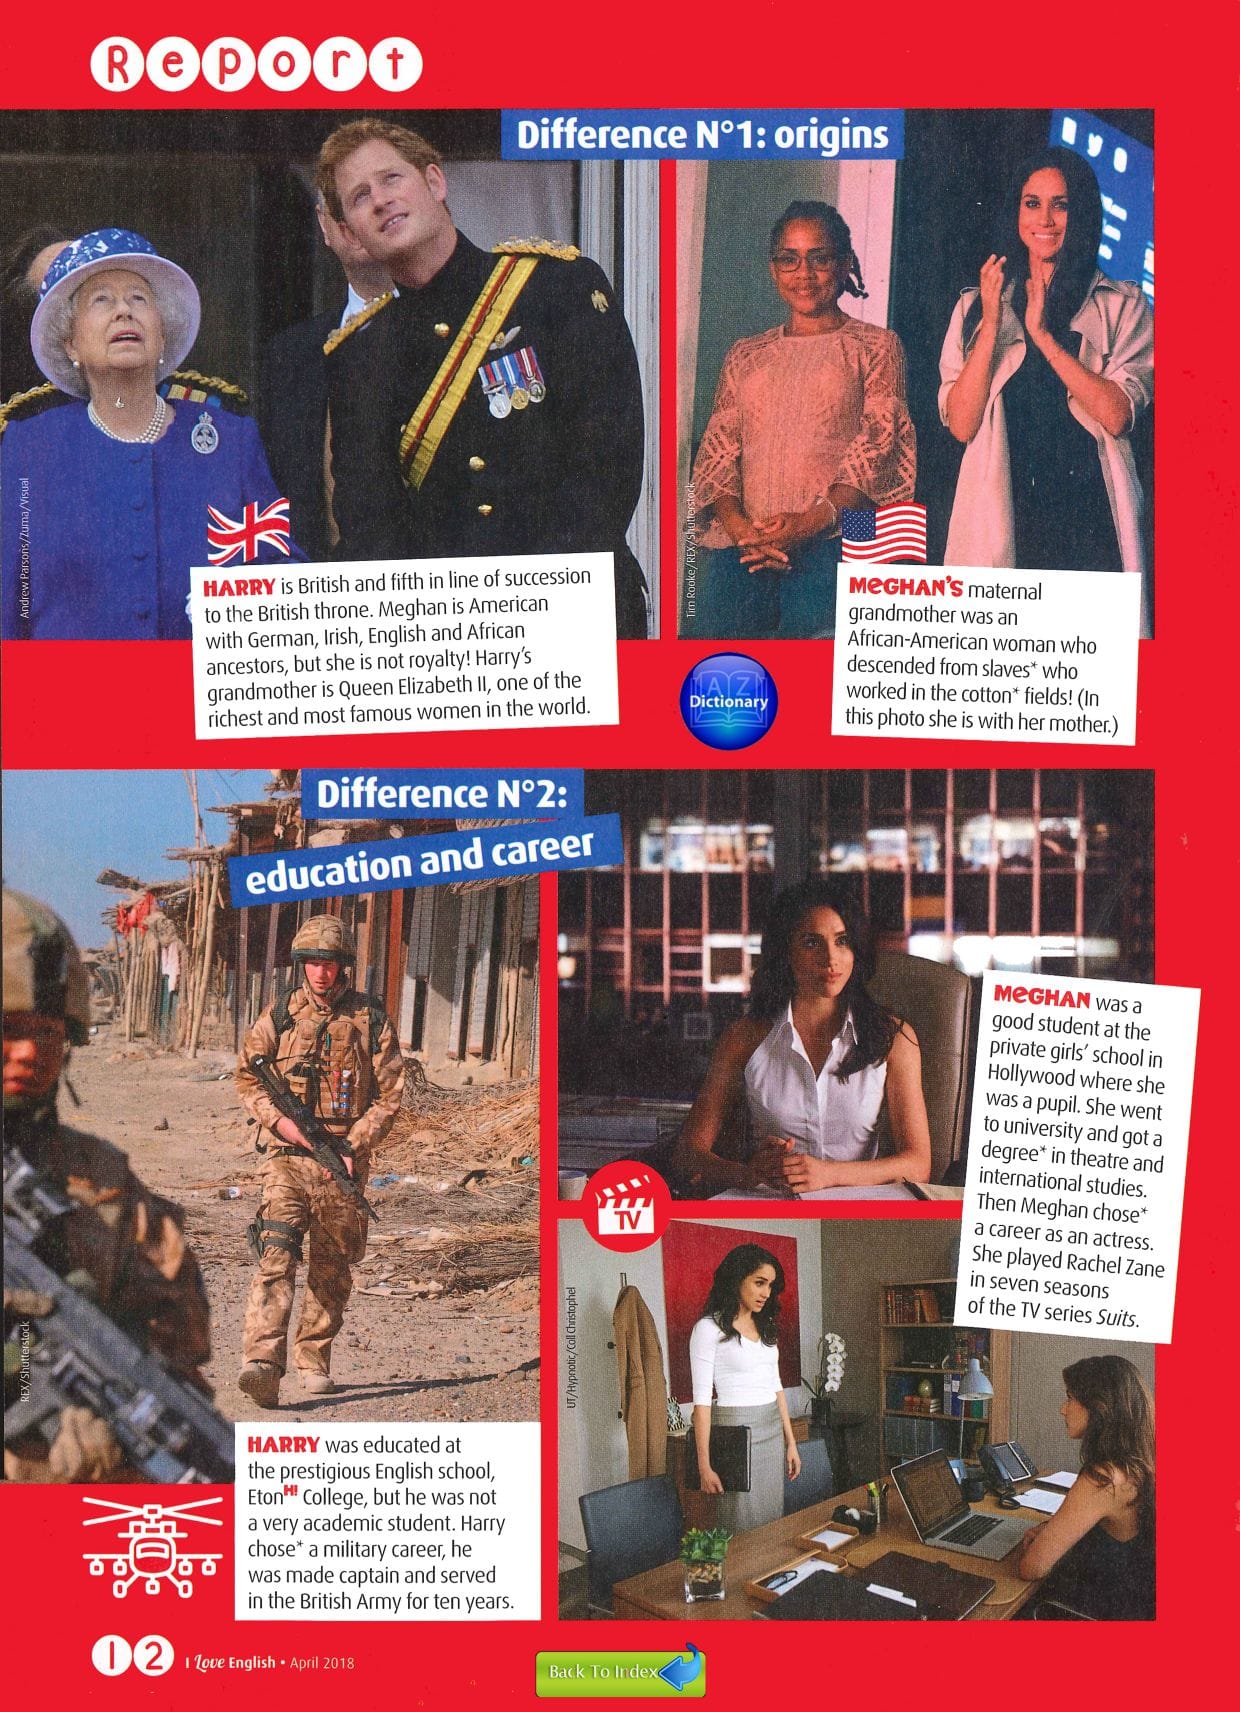 Report
Difference N°1: origins
Andrew Parsons/Zuma/Visual
HARRY is British and fifth in line of succession
to the British throne. Meghan is American
with German, Irish, English and African
ancestors, but she is not royalty! Harry's
grandmother is Queen Elizabeth II, one of the
richest and most famous women in the world.
Tim Rooke/REX/Shutterstock
MeGHAN'S maternal
grandmother was an
African-American woman who
descended from slaves* who
worked in the cotton* fields! (In
this photo she is with her mother.)
A Z
Dictionary
Difference N°2:
education and career
REX/Shutterstock
HARRY was educated at
the prestigious English school,
Eton H! College, but he was not
a very academic student. Harry
chose* a military career, he
was made captain and served
in the British Army for ten years.
MeGHAN was a
good student at the
private girls' school in
Hollywood where she
was a pupil. She went
to university and got a
degree* in theatre and
international studies.
Then Meghan chose*
a career as an actress.
She played Rachel Zane
in seven seasons
of the TV series Suits.
TV
UT/Hypnotic/Coll Christophel
12 I Love English • April 2018
Back To Index